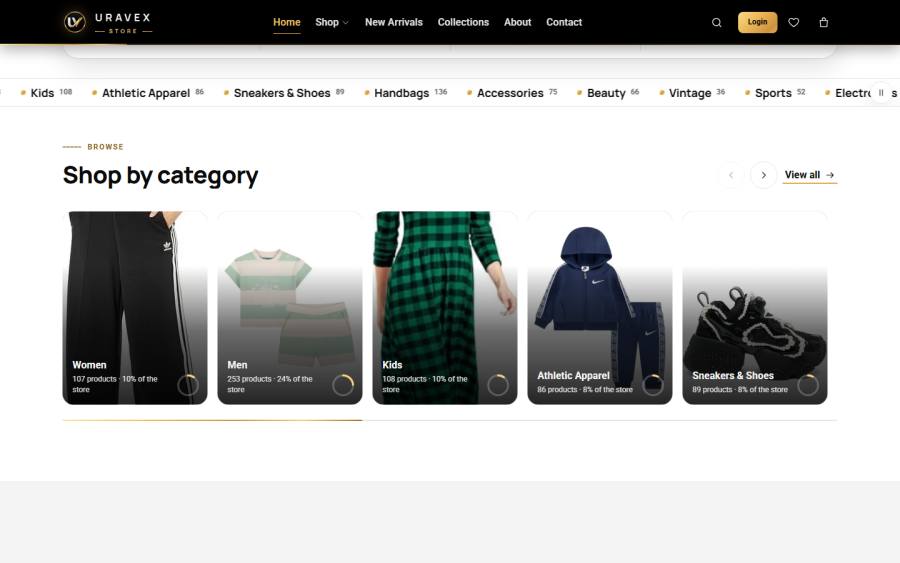 URAVEX
STORE
Home
Shop
New Arrivals
Collections
About
Contact
Login
Kids 108
Athletic Apparel 86
Sneakers & Shoes 89
Handbags 136
Accessories 75
Beauty 66
Vintage 36
Sports 52
BROWSE
Shop by category
View all →
Women
107 products · 10% of the
store
Men
253 products · 24% of the
store
Kids
108 products · 10% of the
store
Athletic Apparel
86 products · 8% of the store
Sneakers & Shoes
89 products · 8% of the store